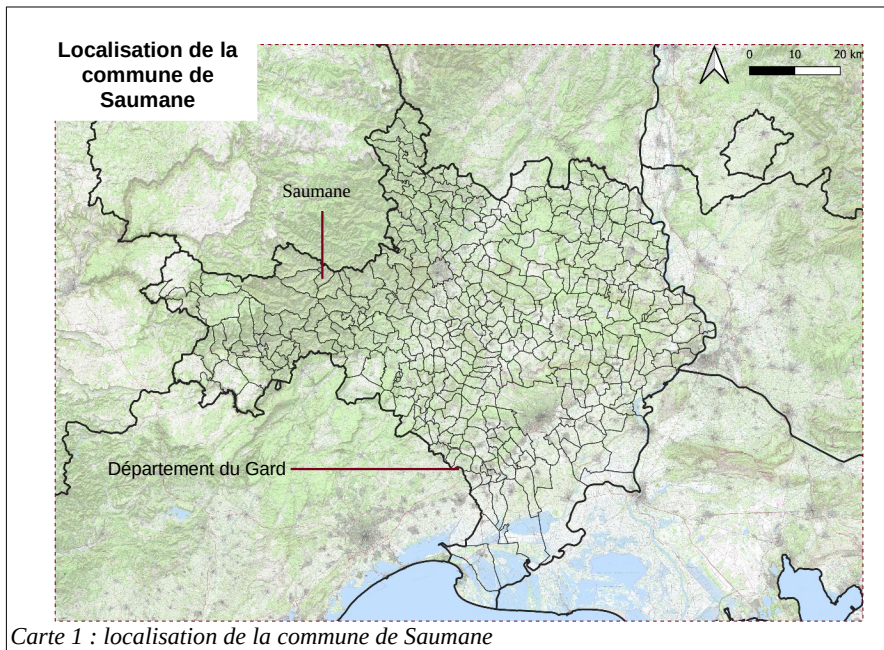 Localisation de la
commune de
Saumane
0 10 20 km
Saumane
Département du Gard
Carte 1 : localisation de la commune de Saumane